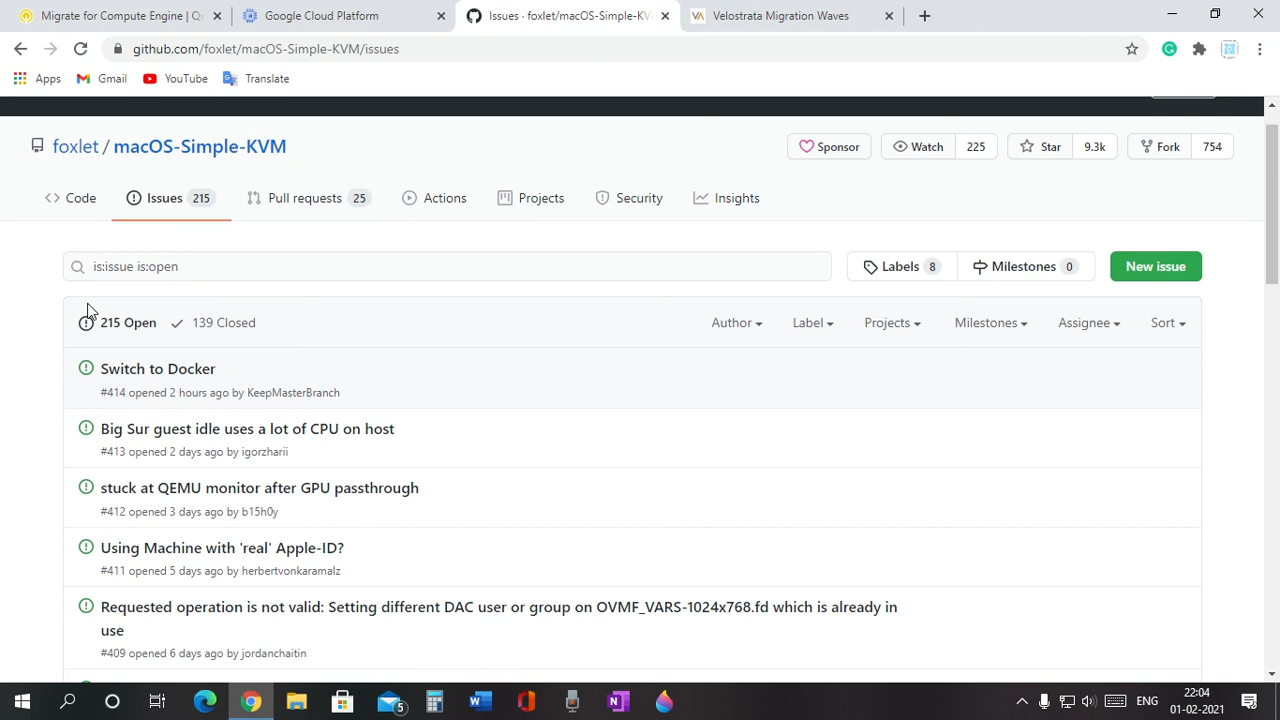 Migrate for Compute Engine | Qw
Google Cloud Platform
Issues · foxlet/macOS-Simple-KVM
Velostrata Migration Waves
github.com/foxlet/macOS-Simple-KVM/issues
Apps Gmail YouTube Translate
foxlet / macOS-Simple-KVM
Sponsor Watch 225 Star 9.3k Fork 754
Code Issues 215 Pull requests 25 Actions Projects Security Insights
is:issue is:open
Labels 8 Milestones 0 New issue
215 Open 139 Closed Author Label Projects Milestones Assignee Sort
Switch to Docker
#414 opened 2 hours ago by KeepMasterBranch
Big Sur guest idle uses a lot of CPU on host
#413 opened 2 days ago by igorzharii
stuck at QEMU monitor after GPU passthrough
#412 opened 3 days ago by b15h0y
Using Machine with 'real' Apple-ID?
#411 opened 5 days ago by herbertvonkaramalz
Requested operation is not valid: Setting different DAC user or group on OVMF_VARS-1024x768.fd which is already in
use
#409 opened 6 days ago by jordanchaitin
5
ENG
22:04
01-02-2021